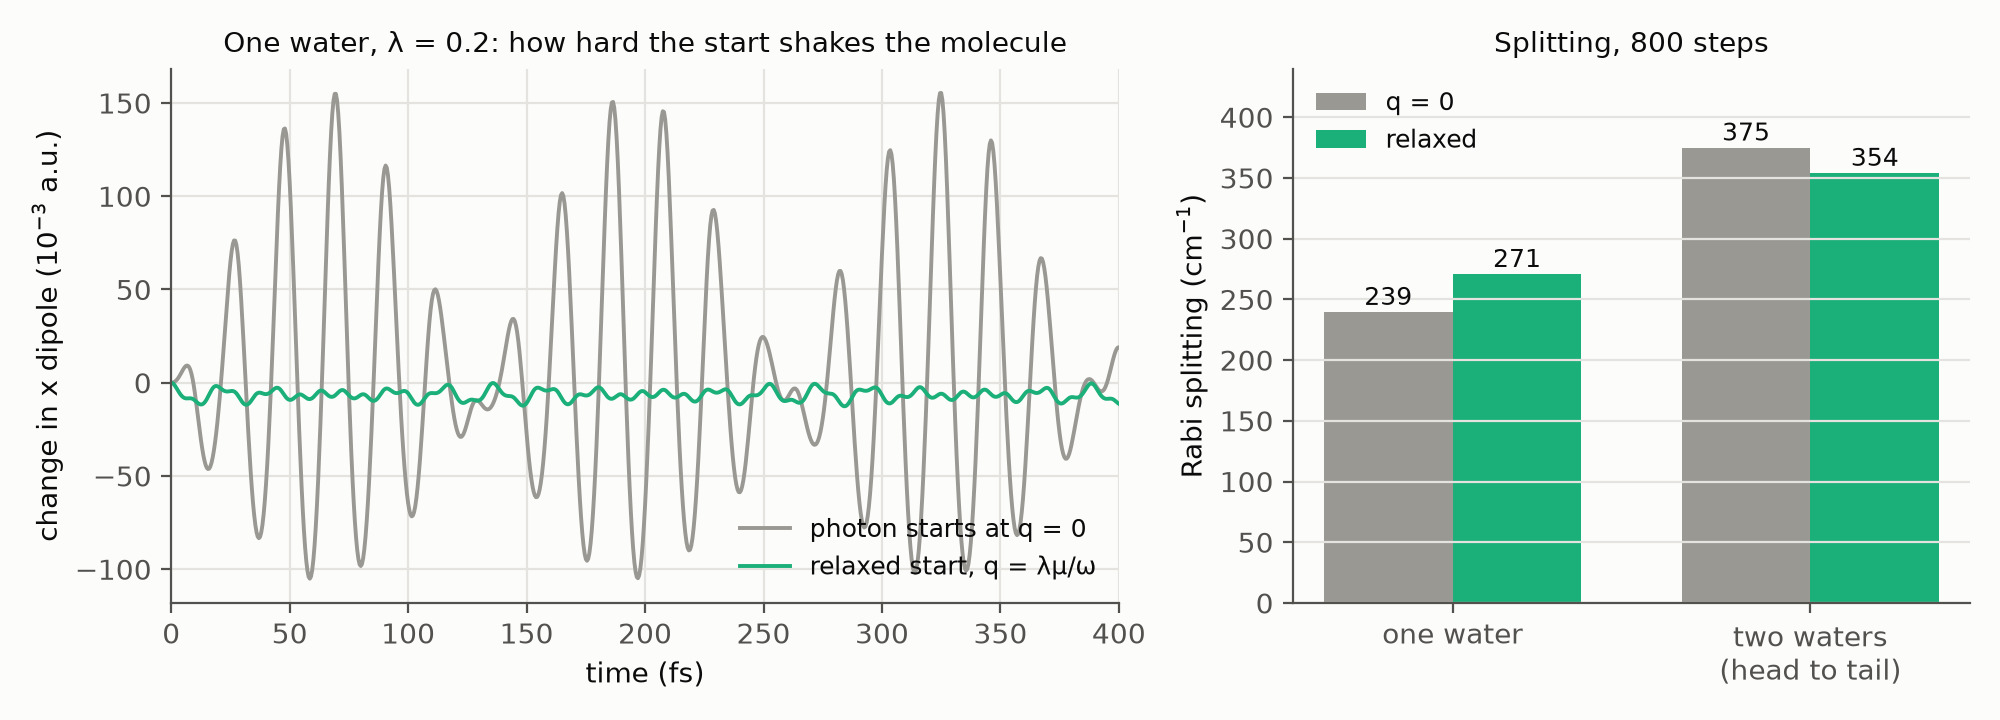 One water, λ = 0.2: how hard the start shakes the molecule
change in x dipole (10⁻³ a.u.)
150
100
50
0
−50
−100
photon starts at q = 0
relaxed start, q = λμ/ω
0 50 100 150 200 250 300 350 400
time (fs)
Splitting, 800 steps
Rabi splitting (cm⁻¹)
400
350
300
250
200
150
100
50
0
q = 0
relaxed
239
271
375
354
one water
two waters
(head to tail)